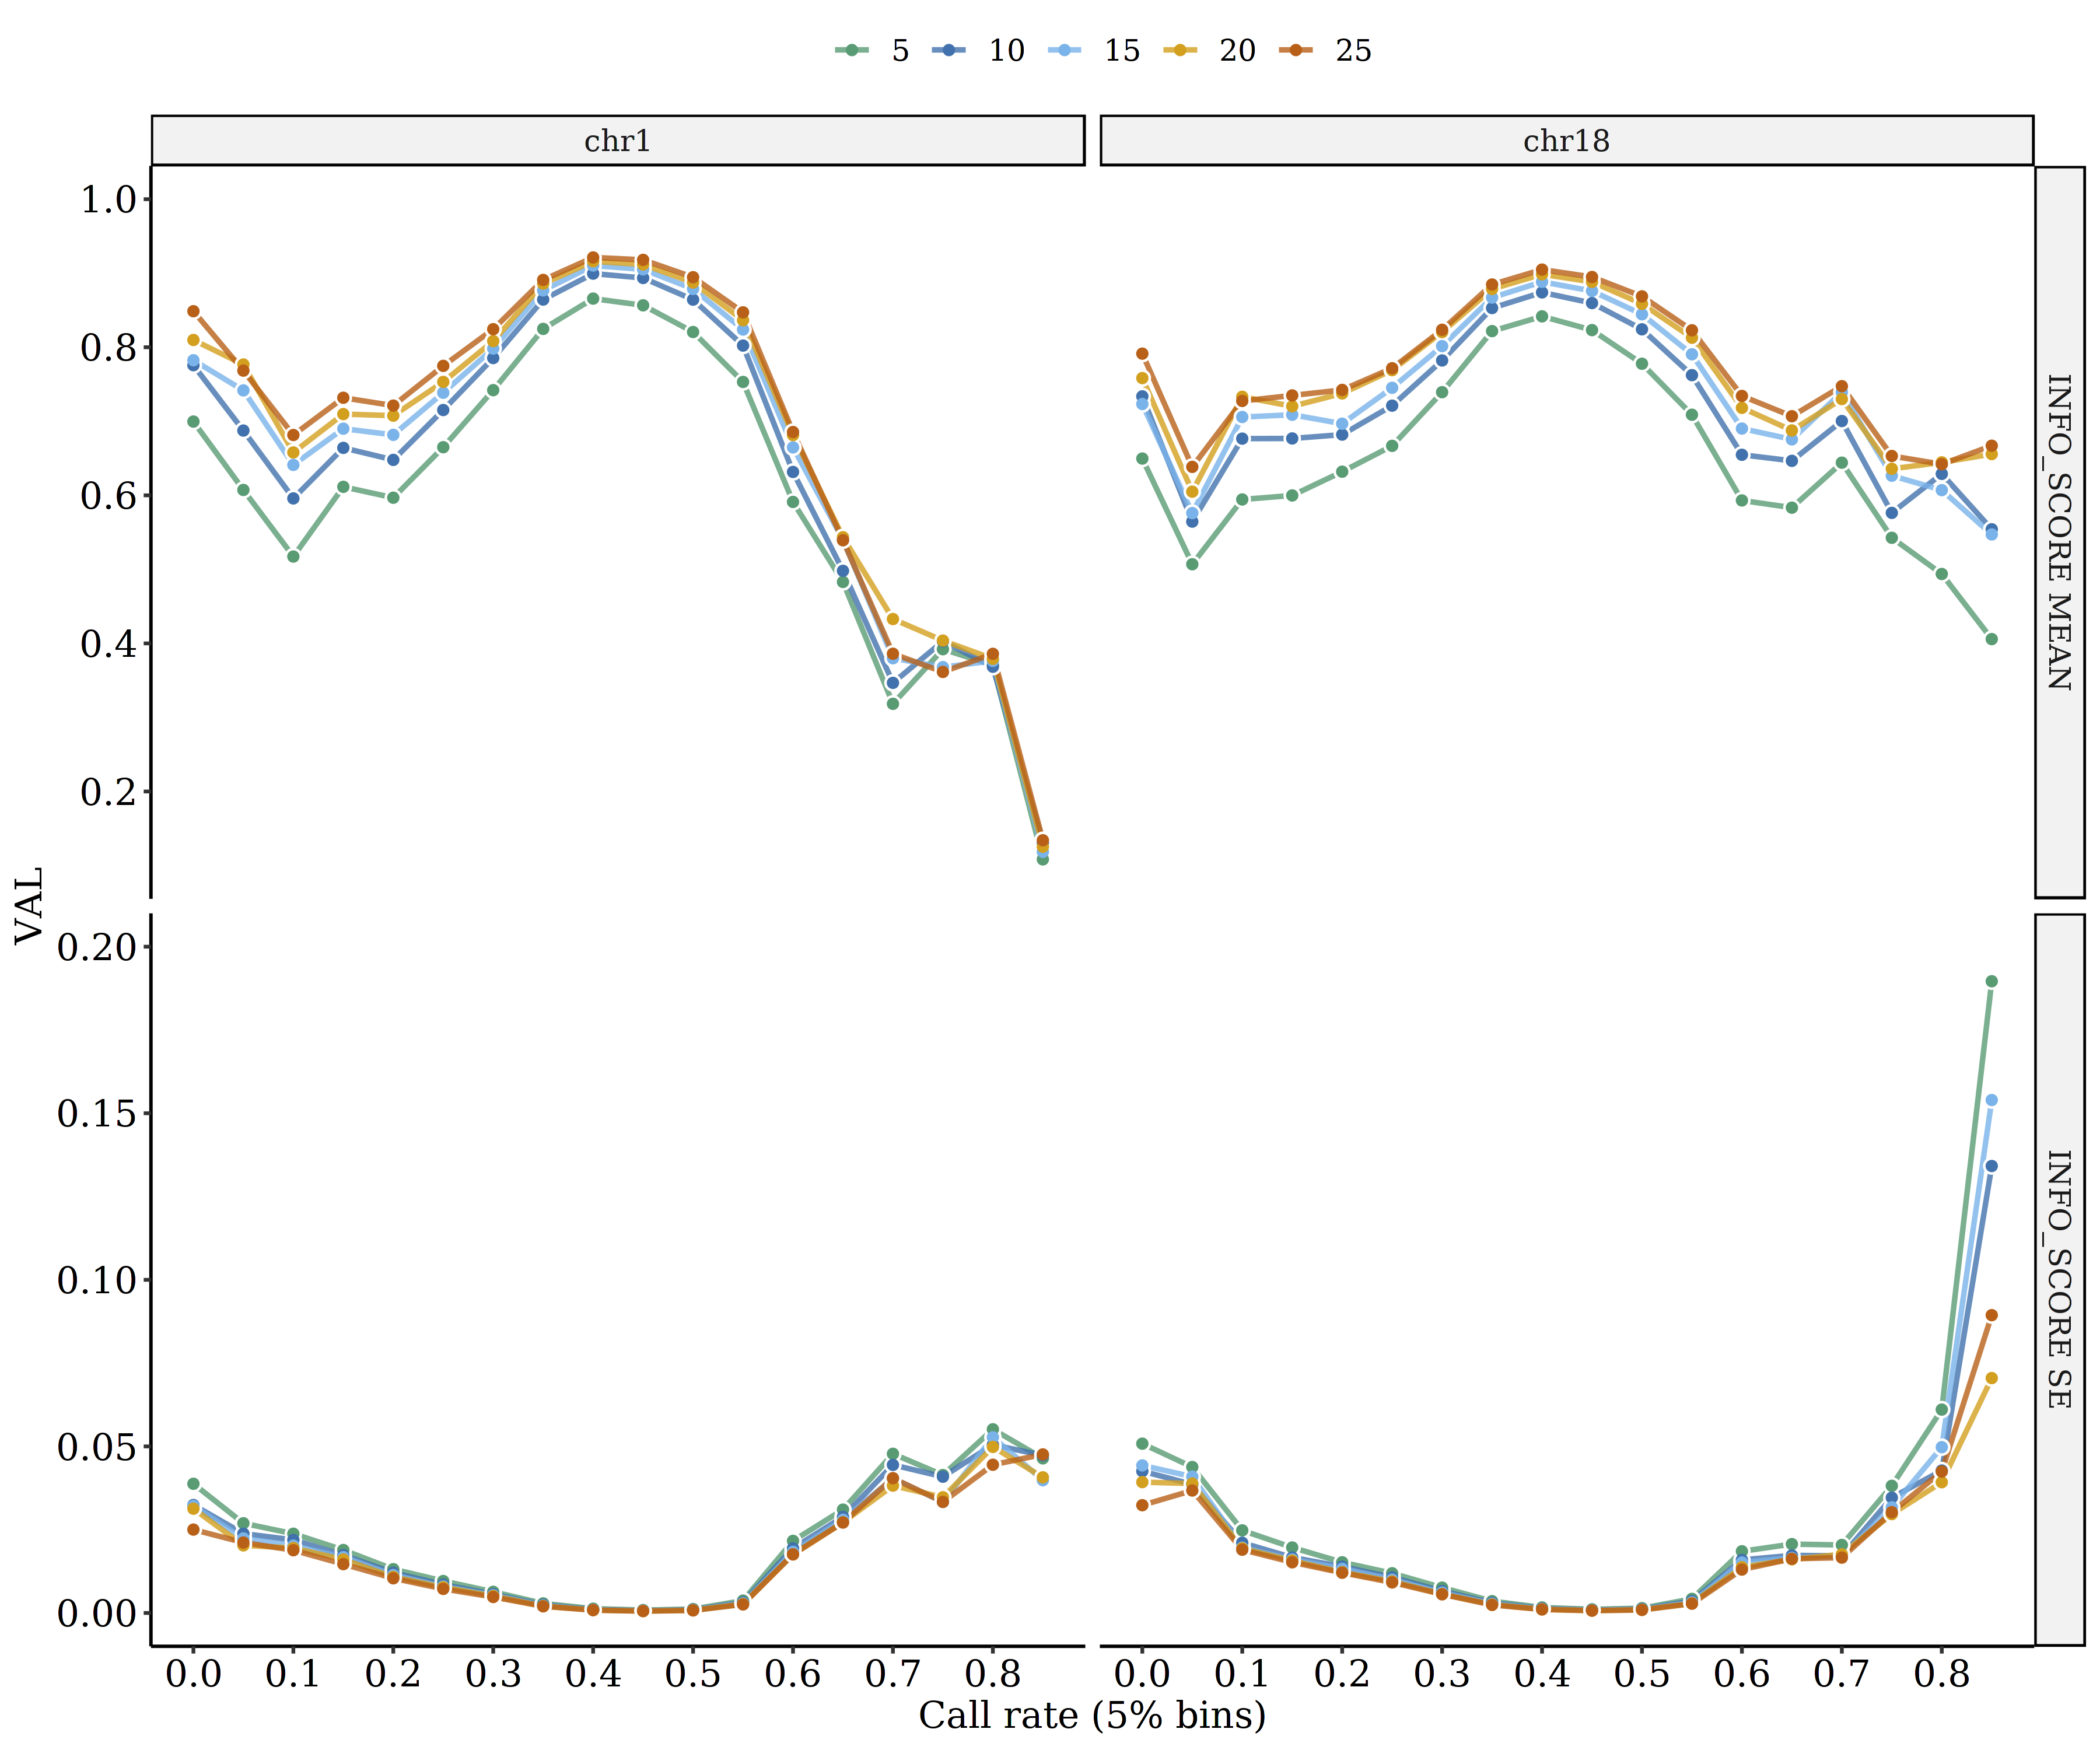 5 10 15 20 25
chr1 chr18
1.0
0.8
0.6
0.4
0.2
INFO_SCORE MEAN
VAL
0.20
0.15
0.10
0.05
0.00
INFO_SCORE SE
0.0 0.1 0.2 0.3 0.4 0.5 0.6 0.7 0.8 0.0 0.1 0.2 0.3 0.4 0.5 0.6 0.7 0.8
Call rate (5% bins)